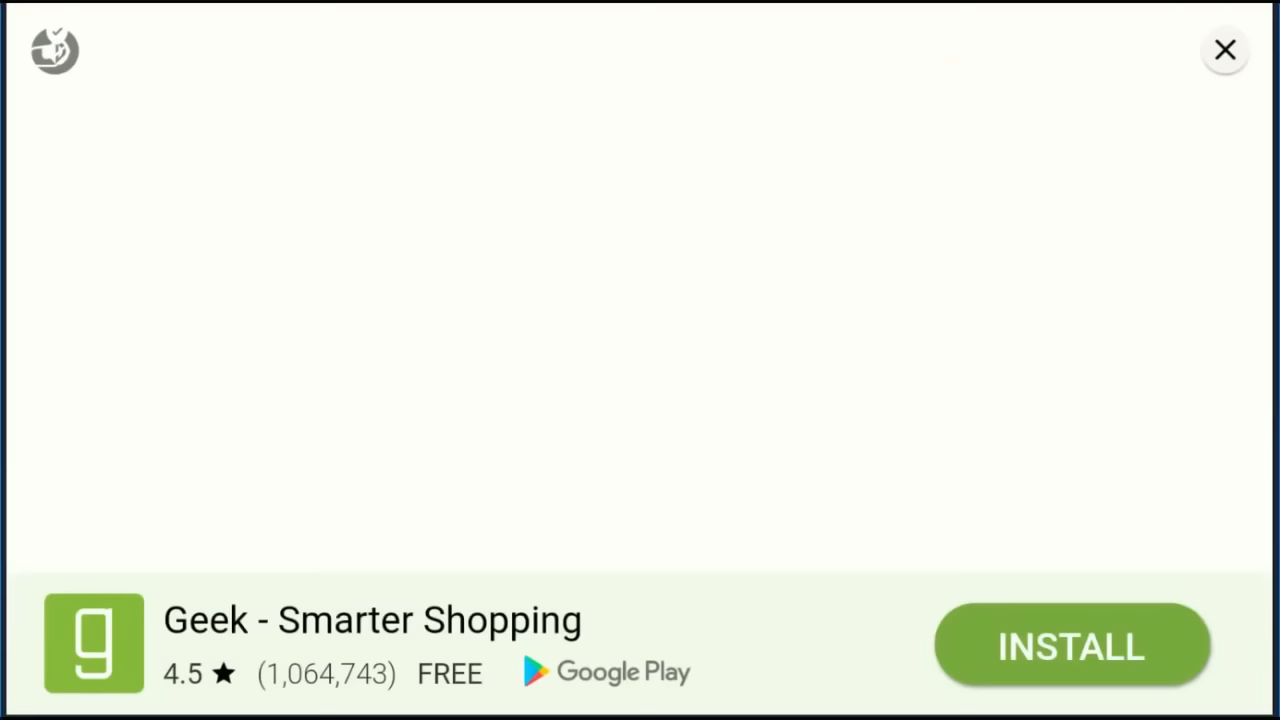 g
Geek - Smarter Shopping
4.5 ★ (1,064,743) FREE Google Play
INSTALL